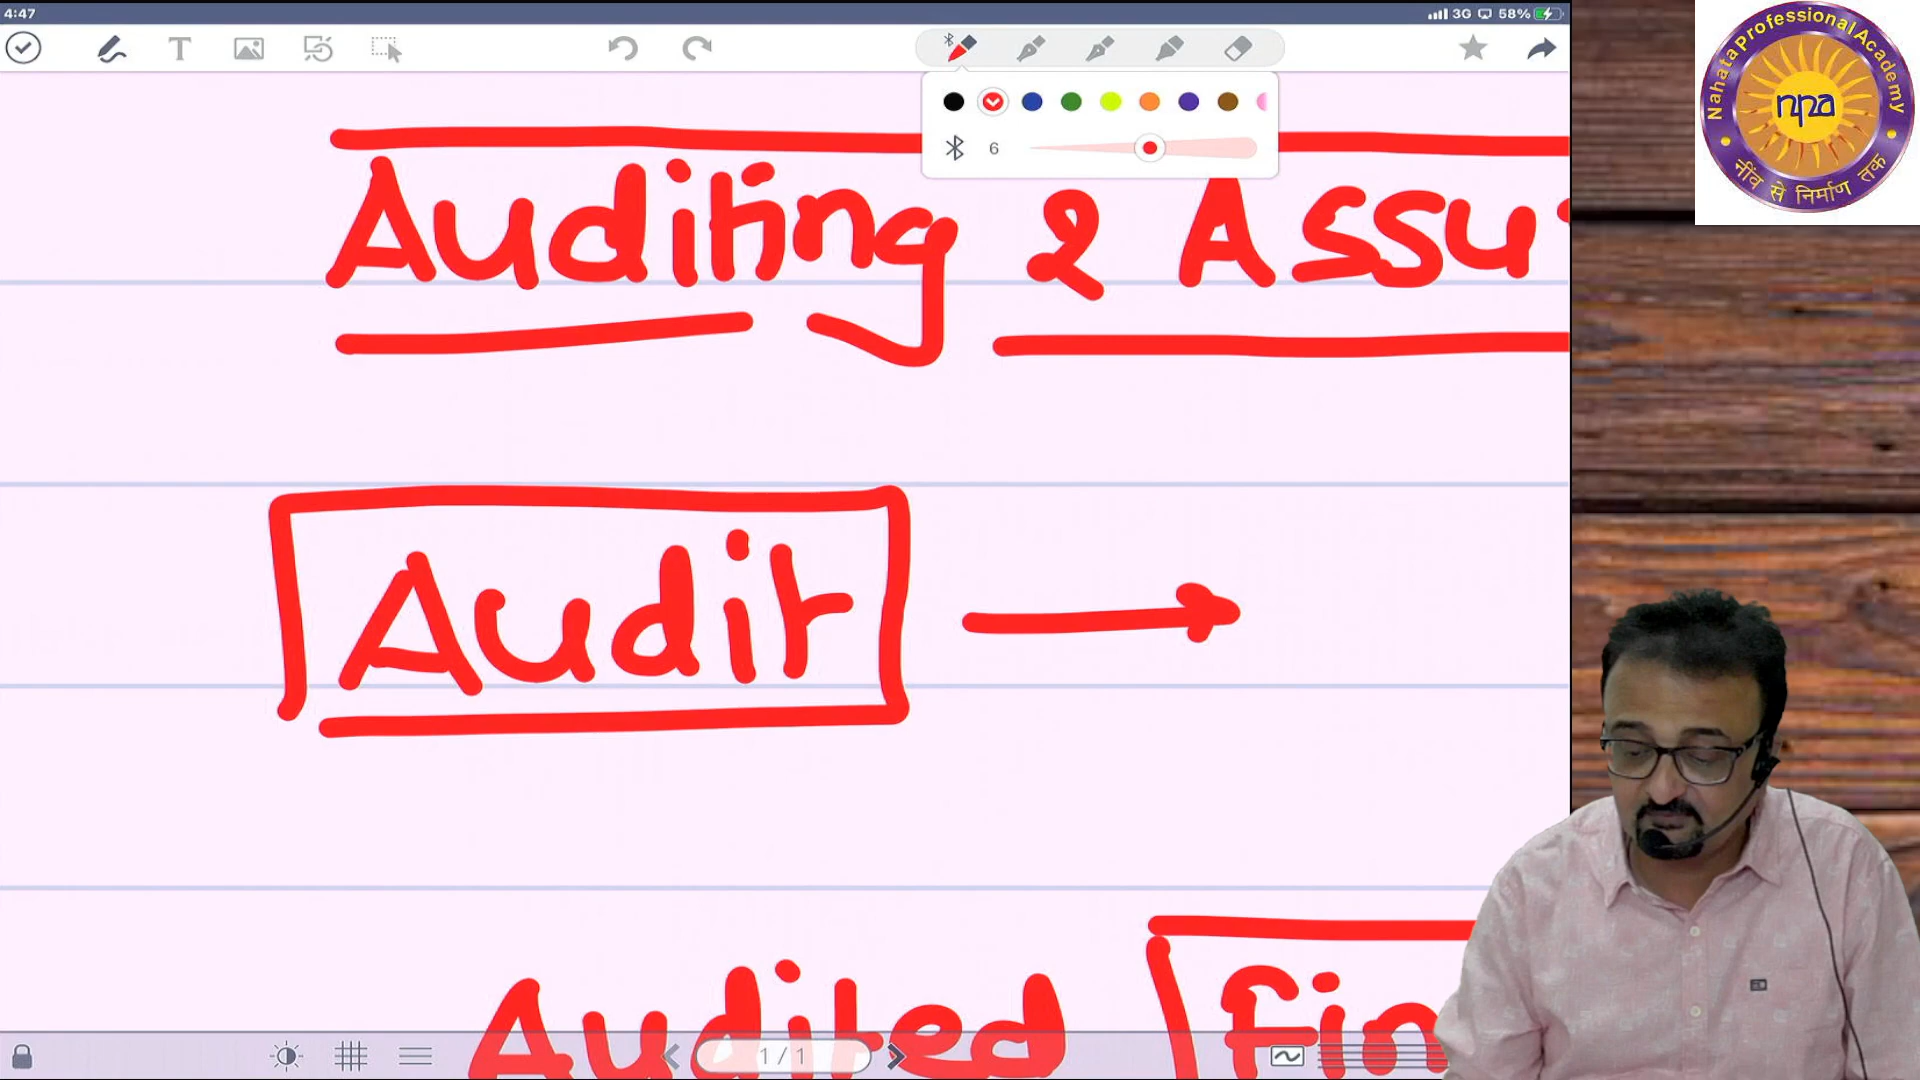 4:47
3G 58%
Nahata Professional Academy
npa
नींव से निर्माण तक
6
Auditing & Assu
Audit →
Audited Fin
1 / 1